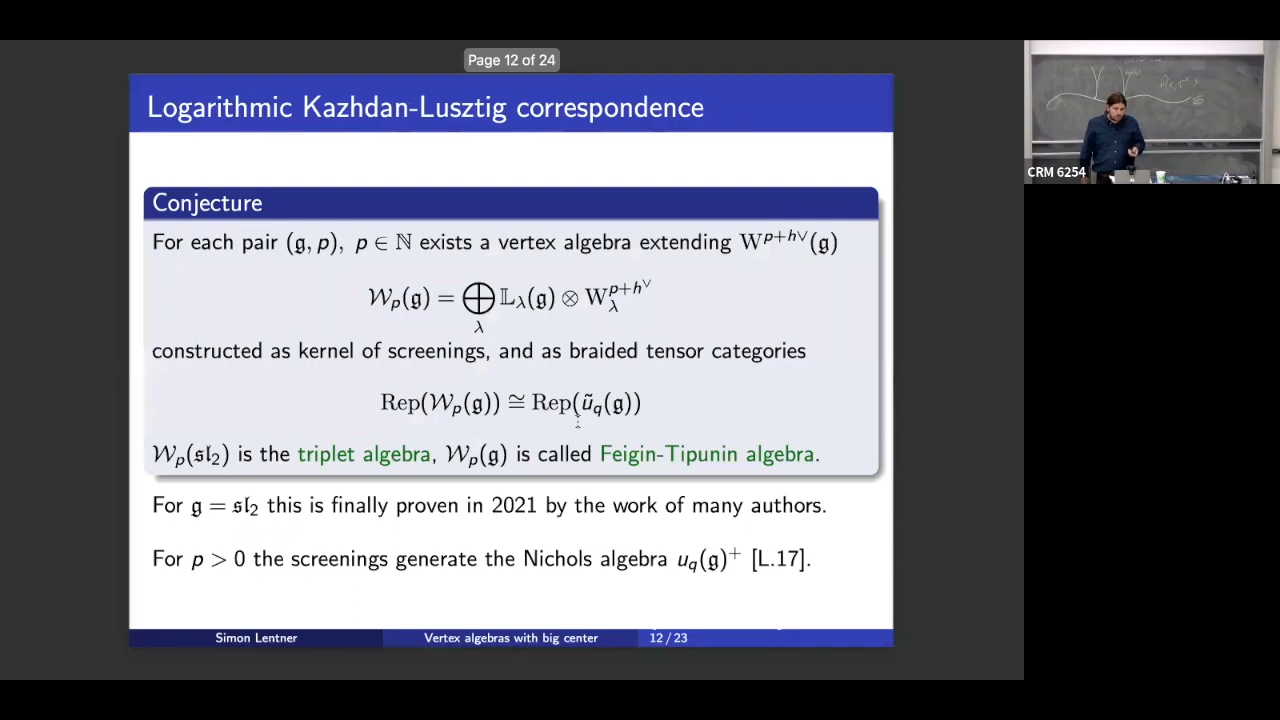 Page 12 of 24
Logarithmic Kazhdan-Lusztig correspondence
Conjecture
For each pair (𝔤, p), p ∈ ℕ exists a vertex algebra extending W^{p+h∨}(𝔤)
𝒲_p(𝔤) = ⊕_λ 𝕃_λ(𝔤) ⊗ W_λ^{p+h^∨}
constructed as kernel of screenings, and as braided tensor categories
Rep(𝒲_p(𝔤)) ≅ Rep(ũ_q(𝔤))
𝒲_p(𝔰𝔩₂) is the triplet algebra, 𝒲_p(𝔤) is called Feigin-Tipunin algebra.
For 𝔤 = 𝔰𝔩₂ this is finally proven in 2021 by the work of many authors.
For p > 0 the screenings generate the Nichols algebra u_q(𝔤)^+ [L.17].
Simon Lentner
Vertex algebras with big center
12 / 23
CRM 6254